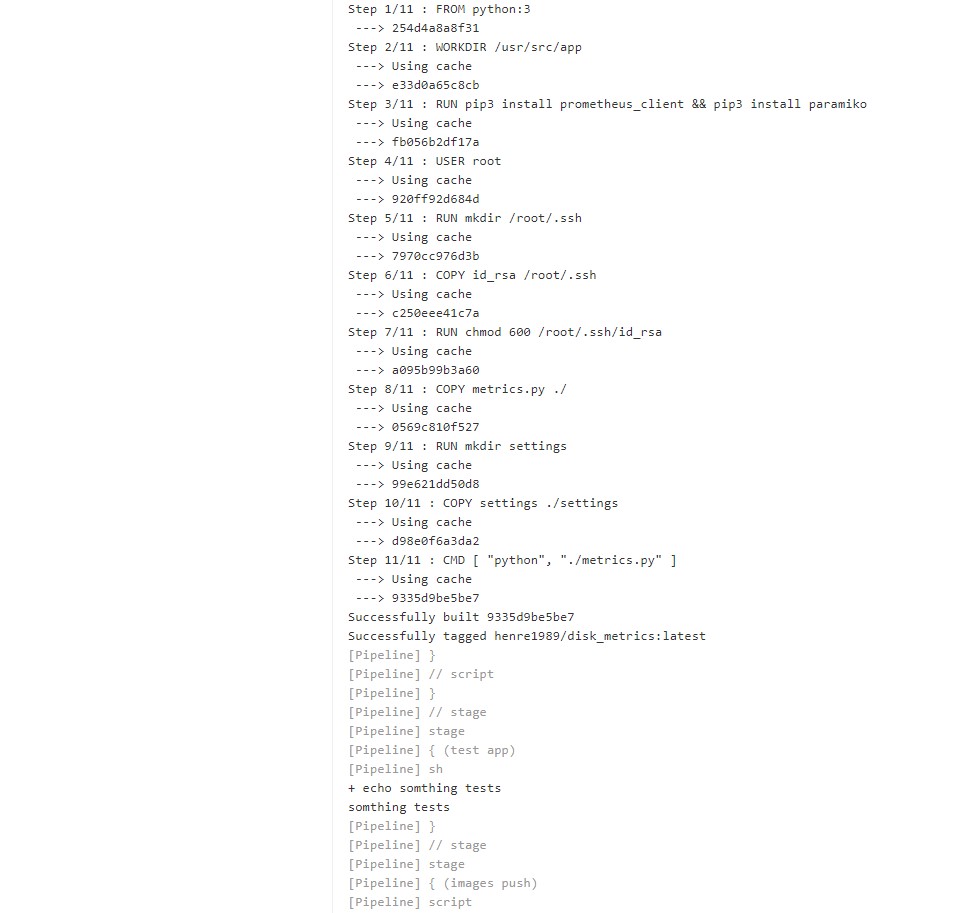 Step 1/11 : FROM python:3
---> 254d4a8a8f31
Step 2/11 : WORKDIR /usr/src/app
---> Using cache
---> e33d0a65c8cb
Step 3/11 : RUN pip3 install prometheus_client && pip3 install paramiko
---> Using cache
---> fb056b2df17a
Step 4/11 : USER root
---> Using cache
---> 920ff92d684d
Step 5/11 : RUN mkdir /root/.ssh
---> Using cache
---> 7970cc976d3b
Step 6/11 : COPY id_rsa /root/.ssh
---> Using cache
---> c250eee41c7a
Step 7/11 : RUN chmod 600 /root/.ssh/id_rsa
---> Using cache
---> a095b99b3a60
Step 8/11 : COPY metrics.py ./
---> Using cache
---> 0569c810f527
Step 9/11 : RUN mkdir settings
---> Using cache
---> 99e621dd50d8
Step 10/11 : COPY settings ./settings
---> Using cache
---> d98e0f6a3da2
Step 11/11 : CMD [ "python", "./metrics.py" ]
---> Using cache
---> 9335d9be5be7
Successfully built 9335d9be5be7
Successfully tagged henre1989/disk_metrics:latest
[Pipeline] }
[Pipeline] // script
[Pipeline] }
[Pipeline] // stage
[Pipeline] stage
[Pipeline] { (test app)
[Pipeline] sh
+ echo somthing tests
somthing tests
[Pipeline] }
[Pipeline] // stage
[Pipeline] stage
[Pipeline] { (images push)
[Pipeline] script